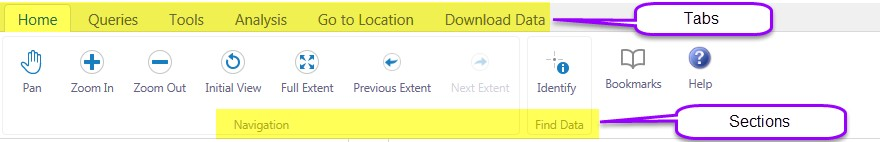 Home Queries Tools Analysis Go to Location Download Data Tabs
Pan Zoom In Zoom Out Initial View Full Extent Previous Extent Next Extent Identify Bookmarks Help
Navigation Find Data Sections